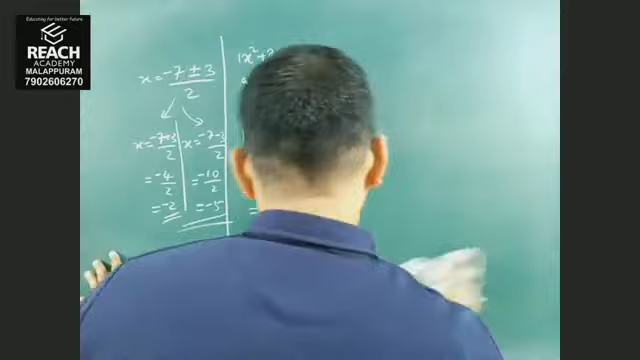 Educating for better future
REACH
ACADEMY
MALAPPURAM
7902606270
x = -7 ± 3 / 2
x = -7+3 / 2
x = -7-3 / 2
= -4/2
= -10/2
= -2
= -5
1x² +
=